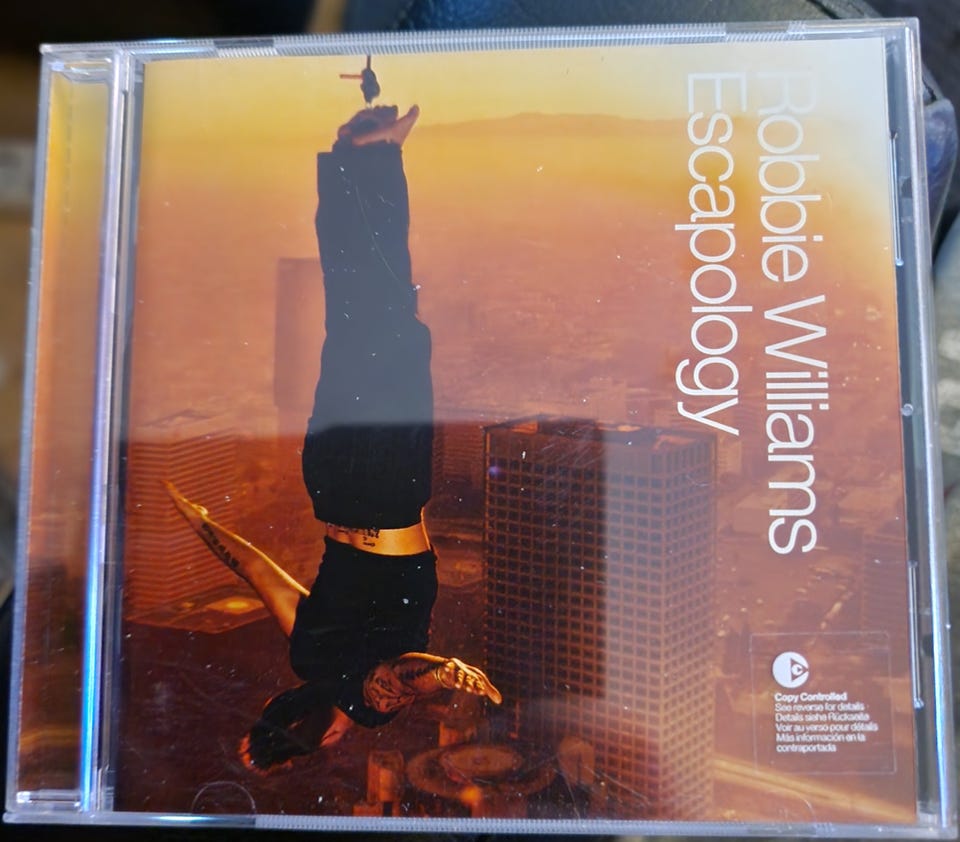 Robbie Williams
Escapology
Copy Controlled
See reverse for details
Details siehe Rückseite
Voir au verso pour détails
Más información en la
contraportada